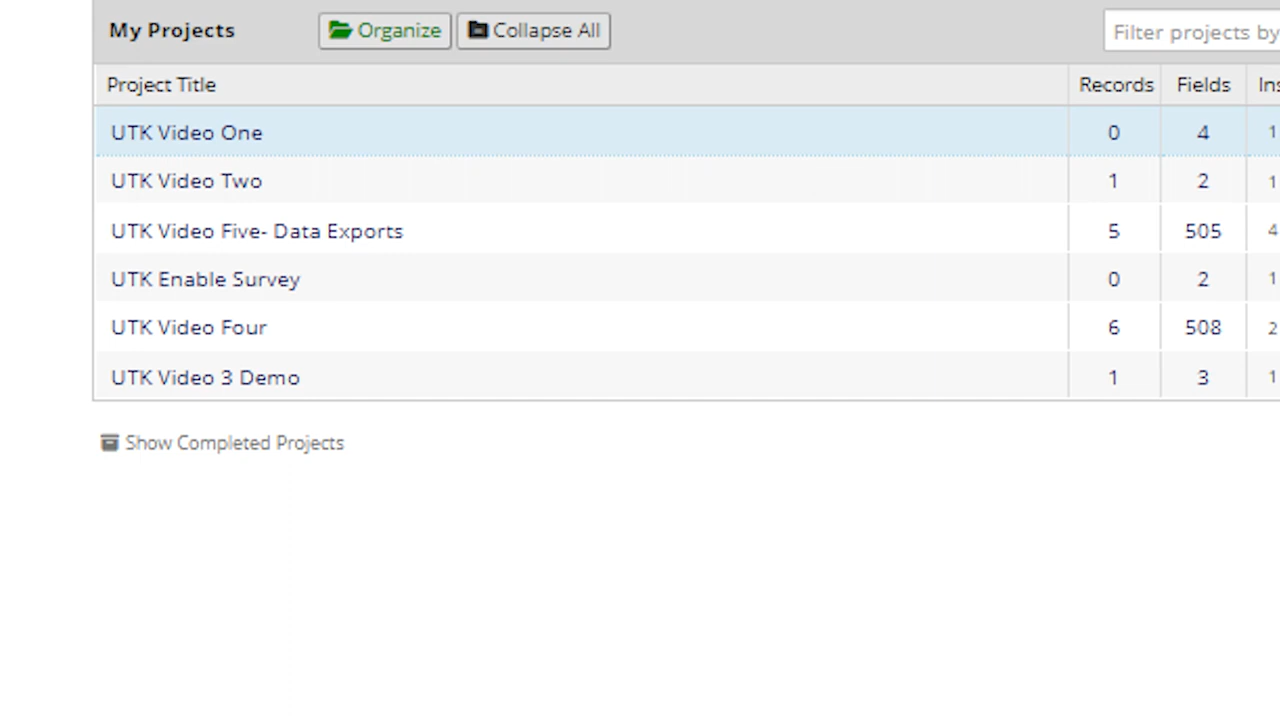 My Projects Organize Collapse All Filter projects by
Project Title Records Fields
UTK Video One 0 4 1
UTK Video Two 1 2 1
UTK Video Five- Data Exports 5 505 4
UTK Enable Survey 0 2 1
UTK Video Four 6 508 2
UTK Video 3 Demo 1 3 1
Show Completed Projects